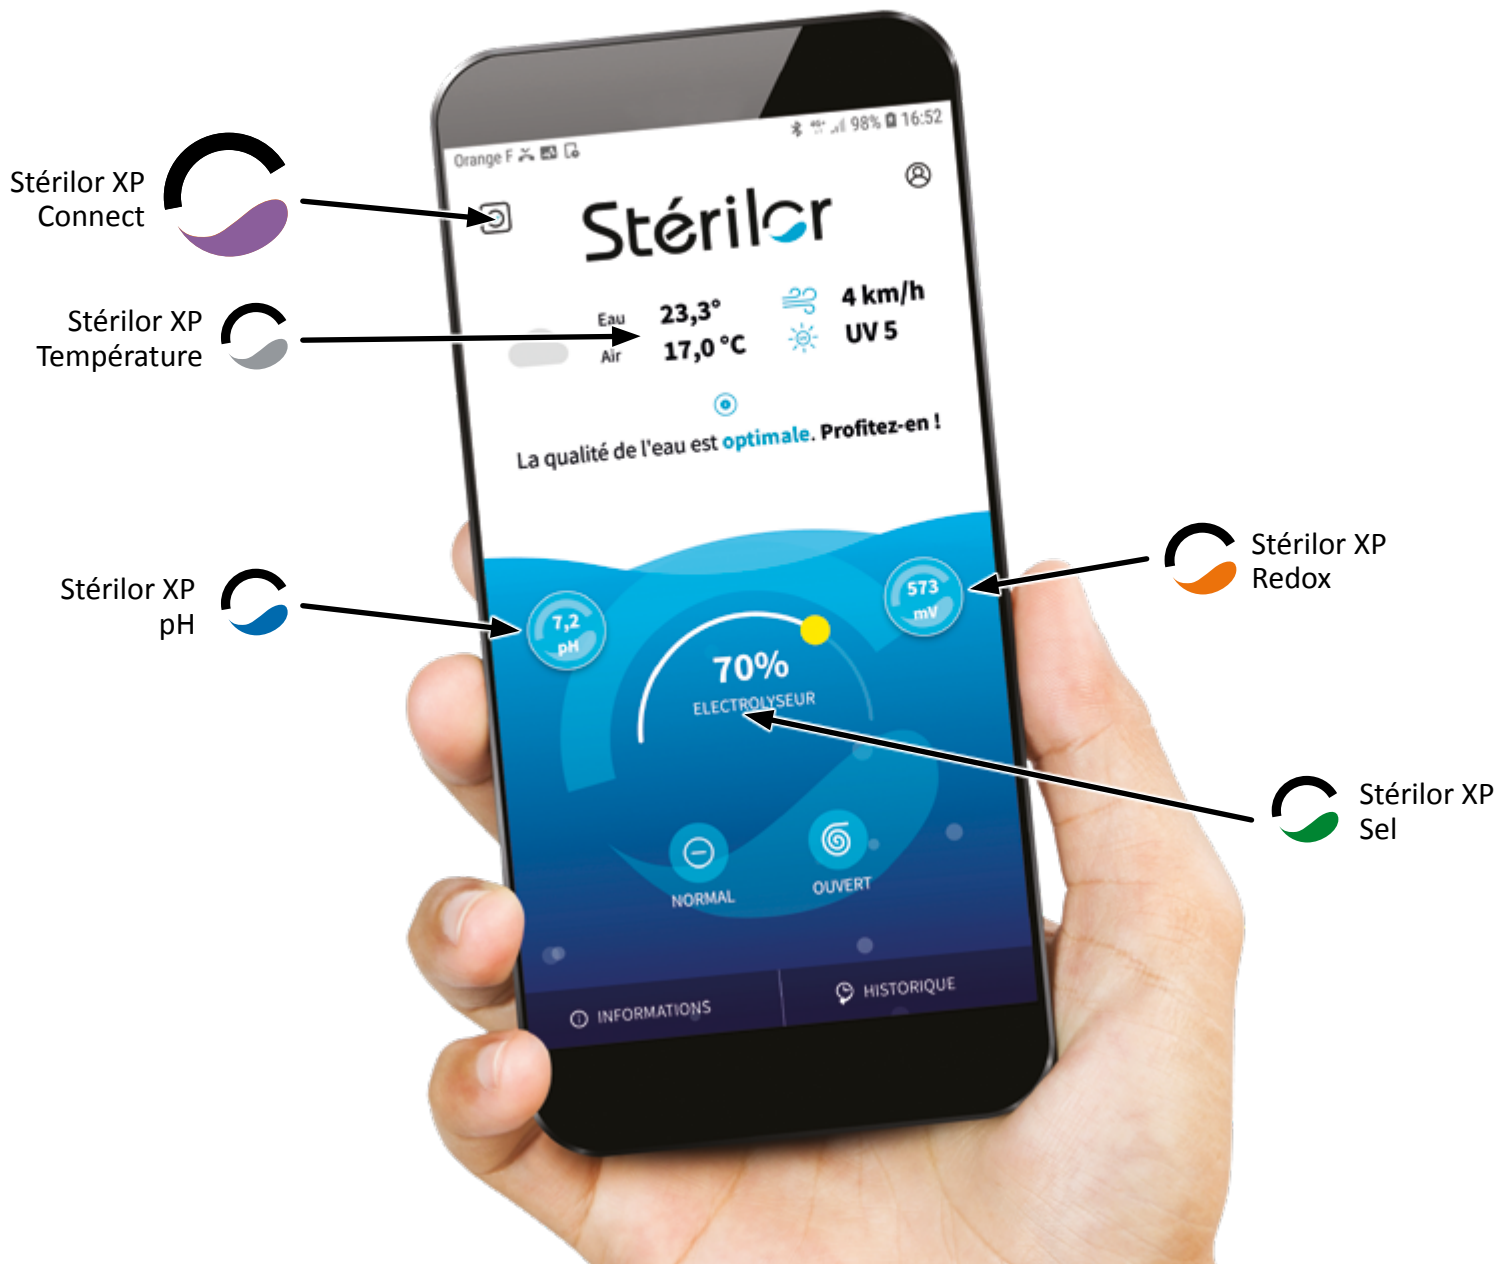 Orange F
98% 16:52
Stérilor
Stérilor XP
Connect
Eau 23,3° 4 km/h
Air 17,0 °C UV 5
Stérilor XP
Température
La qualité de l'eau est optimale. Profitez-en !
Stérilor XP
Redox
573
mV
Stérilor XP
pH
7,2
pH
70%
ELECTROLYSEUR
Stérilor XP
Sel
NORMAL
OUVERT
INFORMATIONS
HISTORIQUE